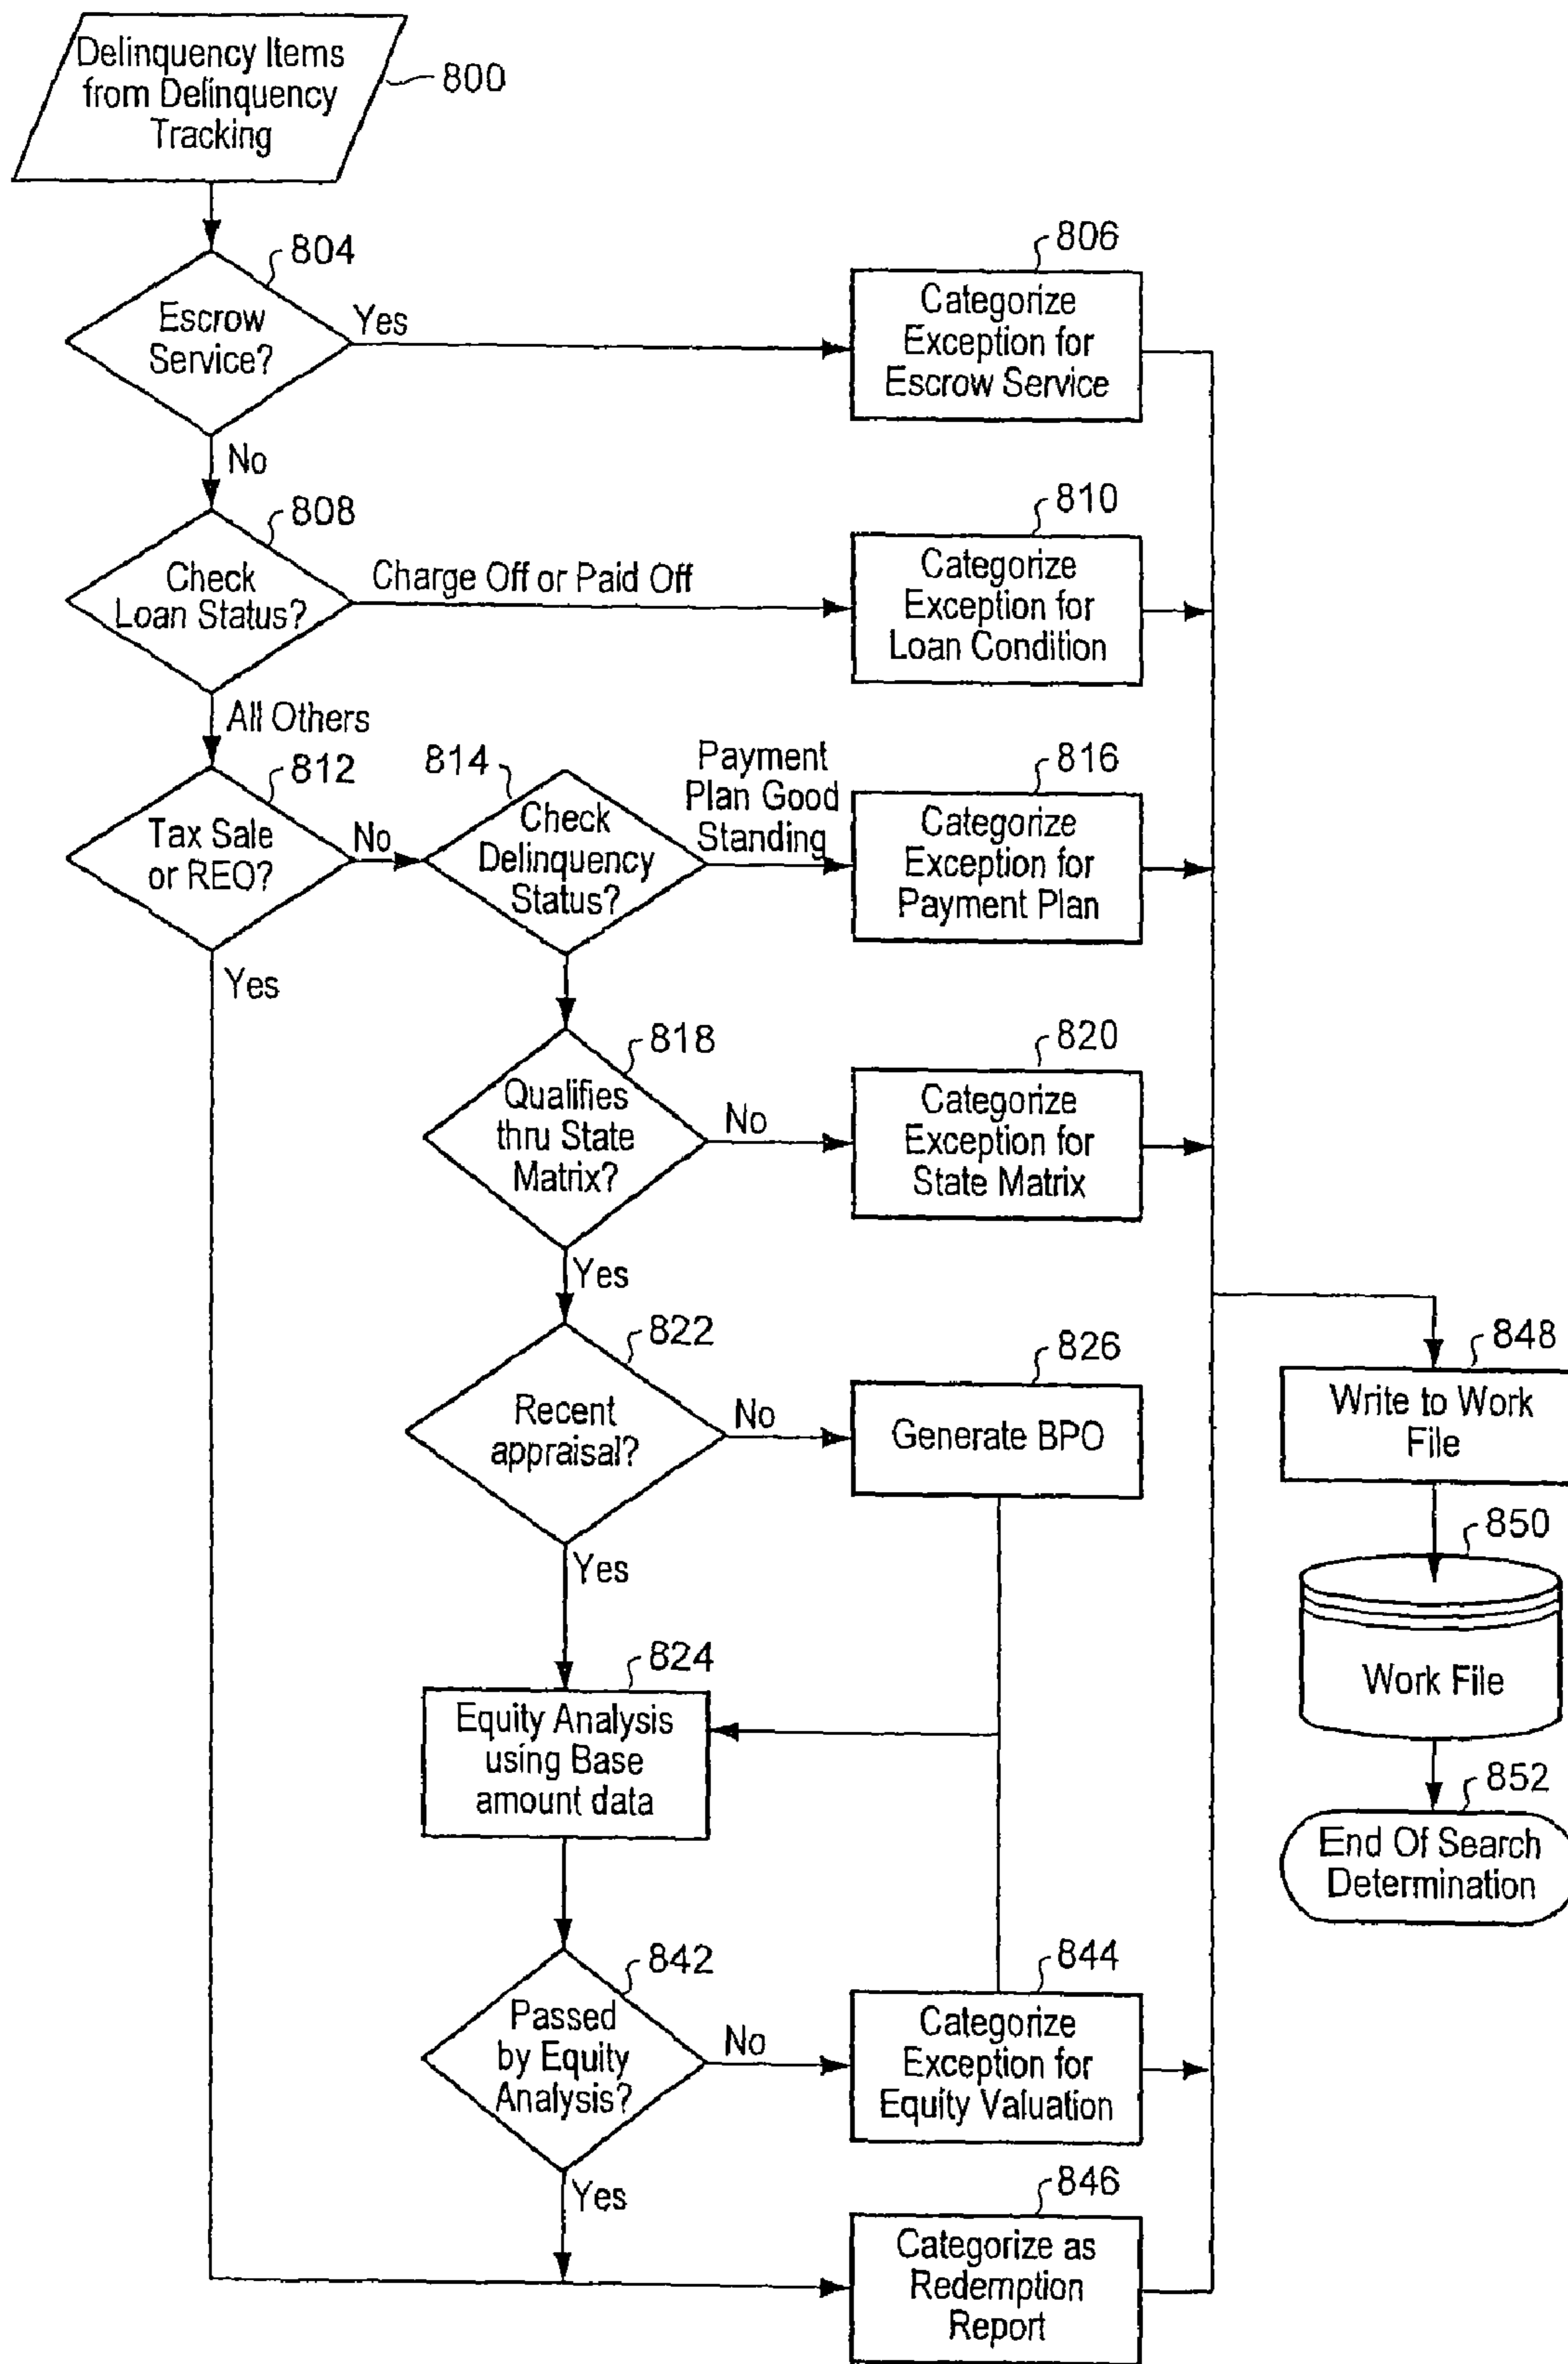 Delinquency Items
from Delinquency
Tracking
800
804
Escrow
Service?
Yes
806
Categorize
Exception for
Escrow Service
No
808
Check
Loan Status?
Charge Off or Paid Off
810
Categorize
Exception for
Loan Condition
All Others
812
Tax Sale
or REO?
No
814
Check
Delinquency
Status?
Payment
Plan Good
Standing
816
Categorize
Exception for
Payment Plan
Yes
818
Qualifies
thru State
Matrix?
No
820
Categorize
Exception for
State Matrix
Yes
822
Recent
appraisal?
No
826
Generate BPO
848
Write to Work
File
Yes
850
Work File
824
Equity Analysis
using Base
amount data
852
End Of Search
Determination
842
Passed
by Equity
Analysis?
No
844
Categorize
Exception for
Equity Valuation
Yes
846
Categorize as
Redemption
Report